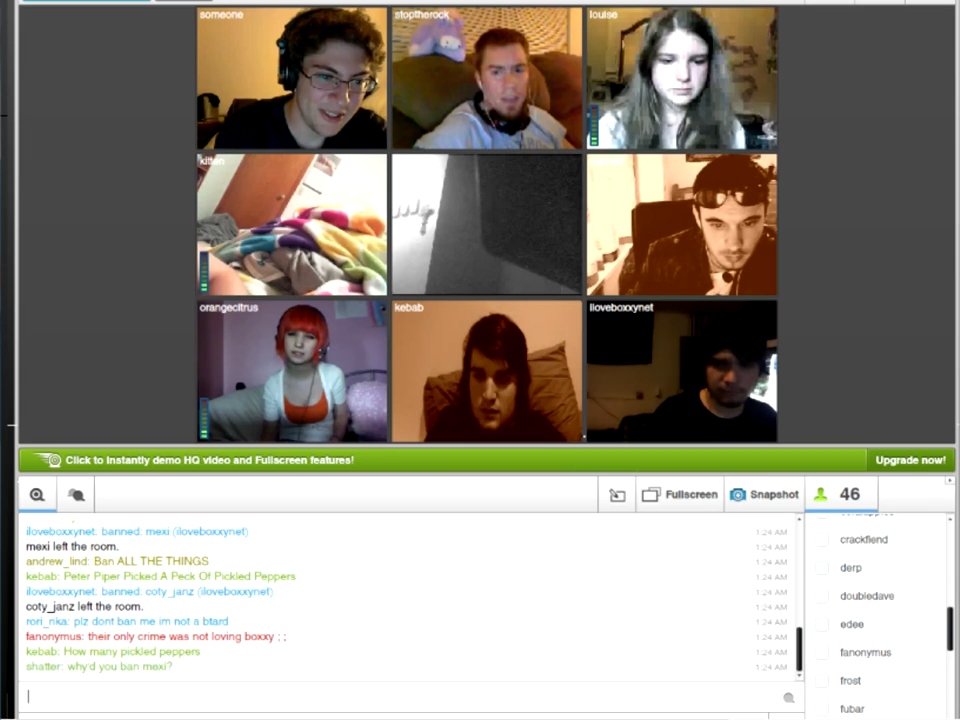 someone
stoptherock
louise
kitten
orangecitrus
kebab
iloveboxxynet
Click to instantly demo HQ video and Fullscreen features!
Upgrade now!
Fullscreen
Snapshot
46
iloveboxxynet: banned: mexi (iloveboxxynet)
1:24 AM
mexi left the room.
1:24 AM
andrew_lind: Ban ALL THE THINGS
1:24 AM
kebab: Peter Piper Picked A Peck Of Pickled Peppers
1:24 AM
iloveboxxynet: banned: coty_janz (iloveboxxynet)
1:24 AM
coty_janz left the room.
1:24 AM
rori_nka: plz dont ban me im not a btard
1:24 AM
fanonymus: their only crime was not loving boxxy ; ;
1:24 AM
kebab: How many pickled peppers
1:24 AM
shatter: why'd you ban mexi?
1:24 AM
crackfiend
derp
doubledave
edee
fanonymus
frost
fubar